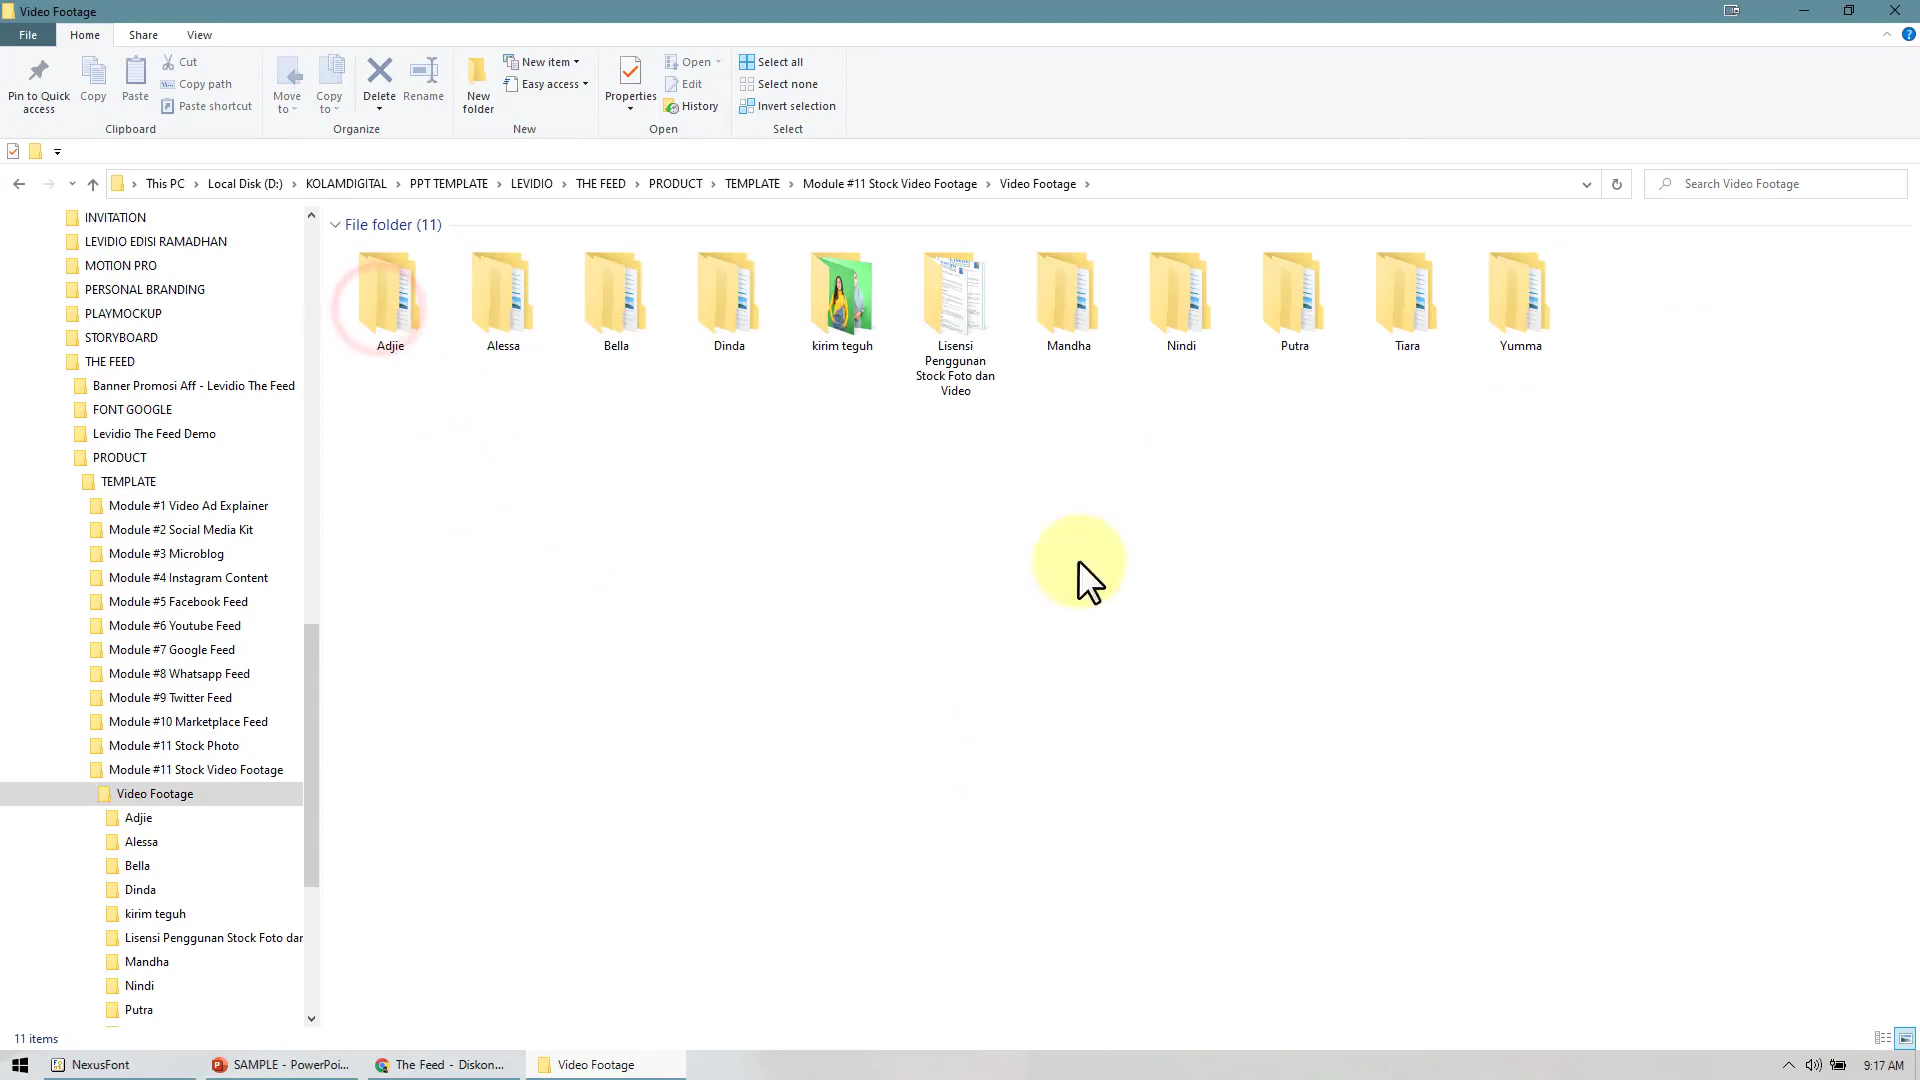 Video Footage
File
Home
Share
View
Pin to Quick
access
Copy
Paste
Cut
Copy path
Paste shortcut
Clipboard
Move
to
Copy
to
Delete
Rename
Organize
New
folder
New item
Easy access
New
Properties
Open
Edit
History
Open
Select all
Select none
Invert selection
Select
This PC
Local Disk (D:)
KOLAMDIGITAL
PPT TEMPLATE
LEVIDIO
THE FEED
PRODUCT
TEMPLATE
Module #11 Stock Video Footage
Video Footage
Search Video Footage
INVITATION
LEVIDIO EDISI RAMADHAN
MOTION PRO
PERSONAL BRANDING
PLAYMOCKUP
STORYBOARD
THE FEED
Banner Promosi Aff - Levidio The Feed
FONT GOOGLE
Levidio The Feed Demo
PRODUCT
TEMPLATE
Module #1 Video Ad Explainer
Module #2 Social Media Kit
Module #3 Microblog
Module #4 Instagram Content
Module #5 Facebook Feed
Module #6 Youtube Feed
Module #7 Google Feed
Module #8 Whatsapp Feed
Module #9 Twitter Feed
Module #10 Marketplace Feed
Module #11 Stock Photo
Module #11 Stock Video Footage
Video Footage
Adjie
Alessa
Bella
Dinda
kirim teguh
Lisensi Penggunan Stock Foto dar
Mandha
Nindi
Putra
File folder (11)
Adjie
Alessa
Bella
Dinda
kirim teguh
Lisensi
Penggunan
Stock Foto dan
Video
Mandha
Nindi
Putra
Tiara
Yumma
11 items
NexusFont
SAMPLE - PowerPoi...
The Feed - Diskon...
Video Footage
9:17 AM